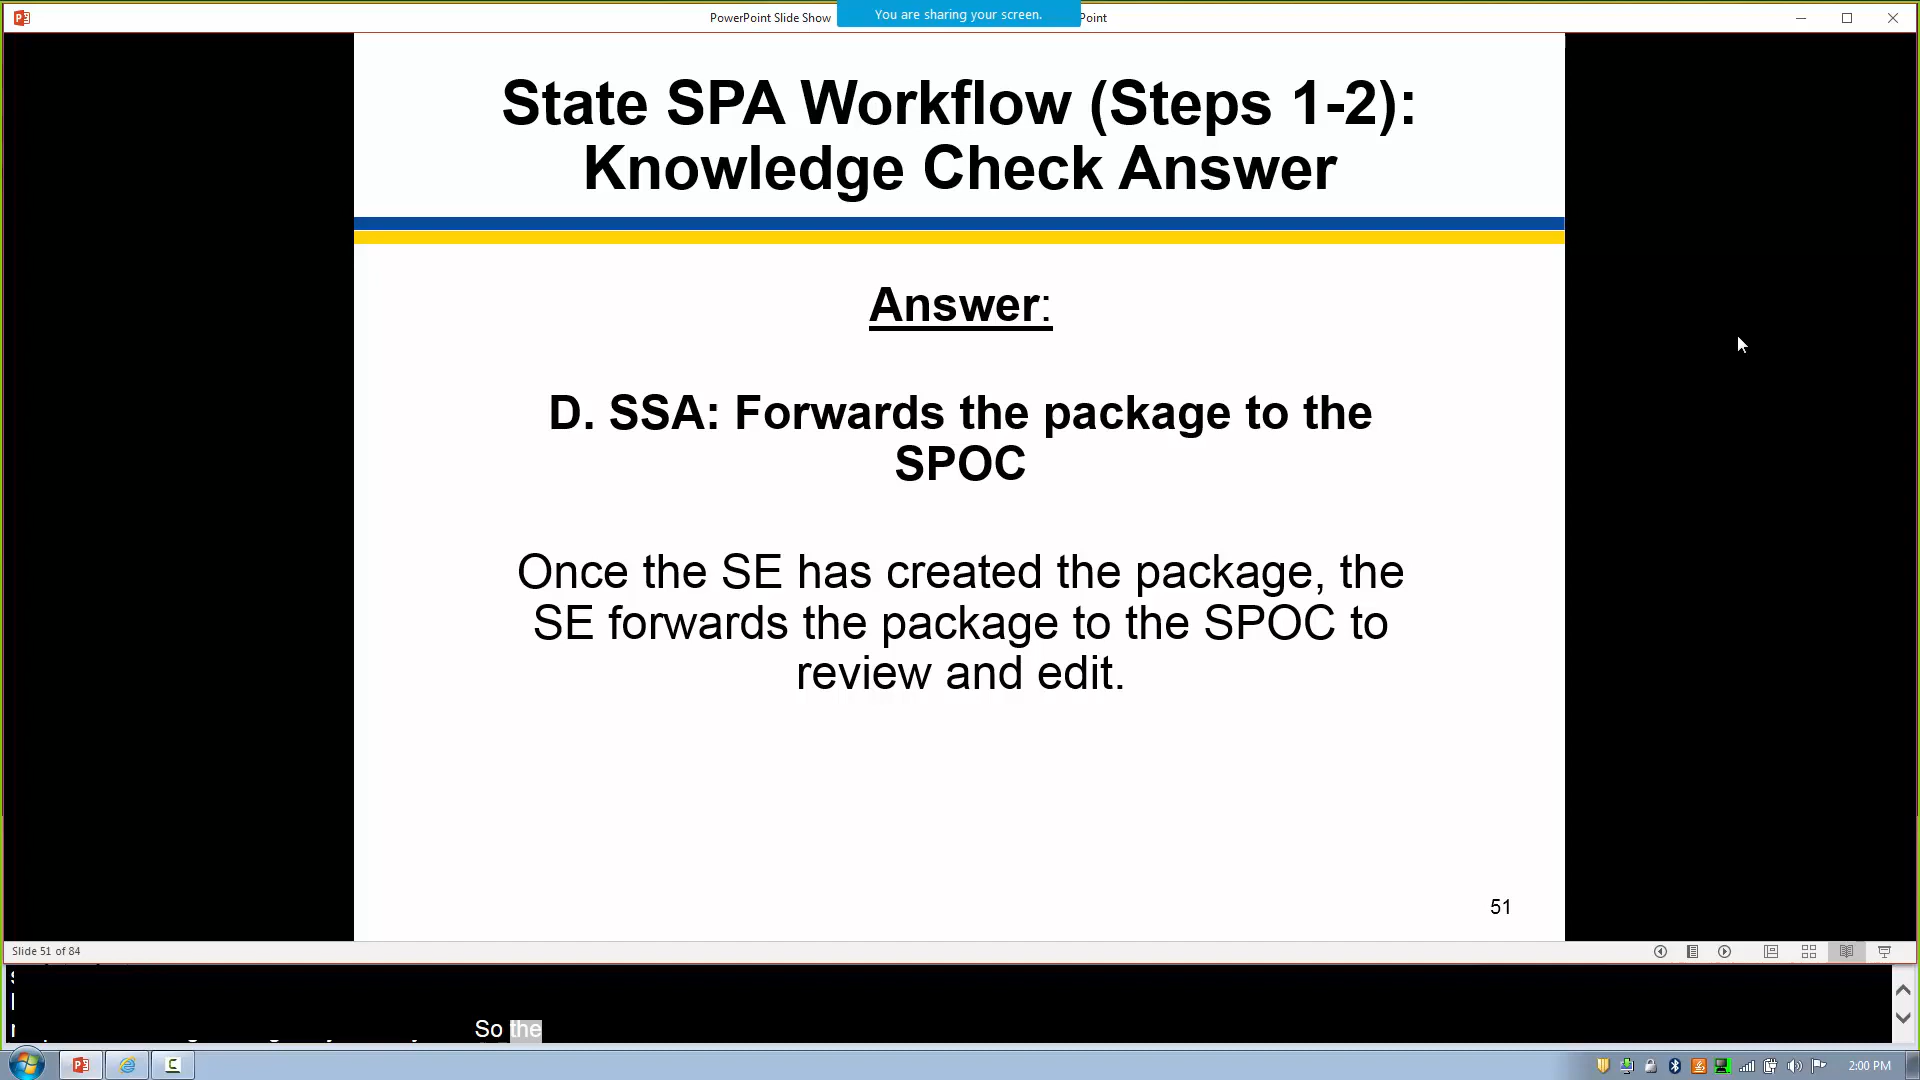 PowerPoint Slide Show
You are sharing your screen.
Point
State SPA Workflow (Steps 1-2):
Knowledge Check Answer
Answer:
D. SSA: Forwards the package to the
SPOC
Once the SE has created the package, the
SE forwards the package to the SPOC to
review and edit.
51
Slide 51 of 84
So the
2:00 PM